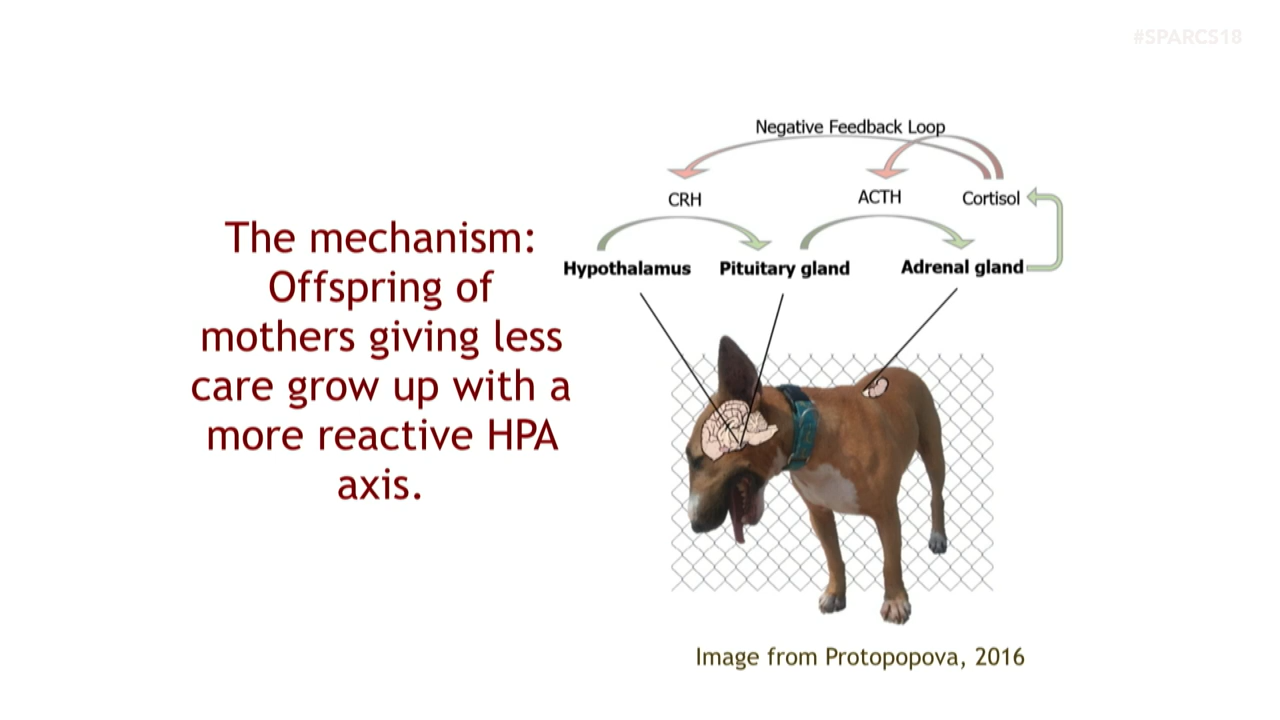 #SPARCS18
The mechanism:
Offspring of
mothers giving less
care grow up with a
more reactive HPA
axis.
Negative Feedback Loop
CRH
ACTH
Cortisol
Hypothalamus
Pituitary gland
Adrenal gland
Image from Protopopova, 2016